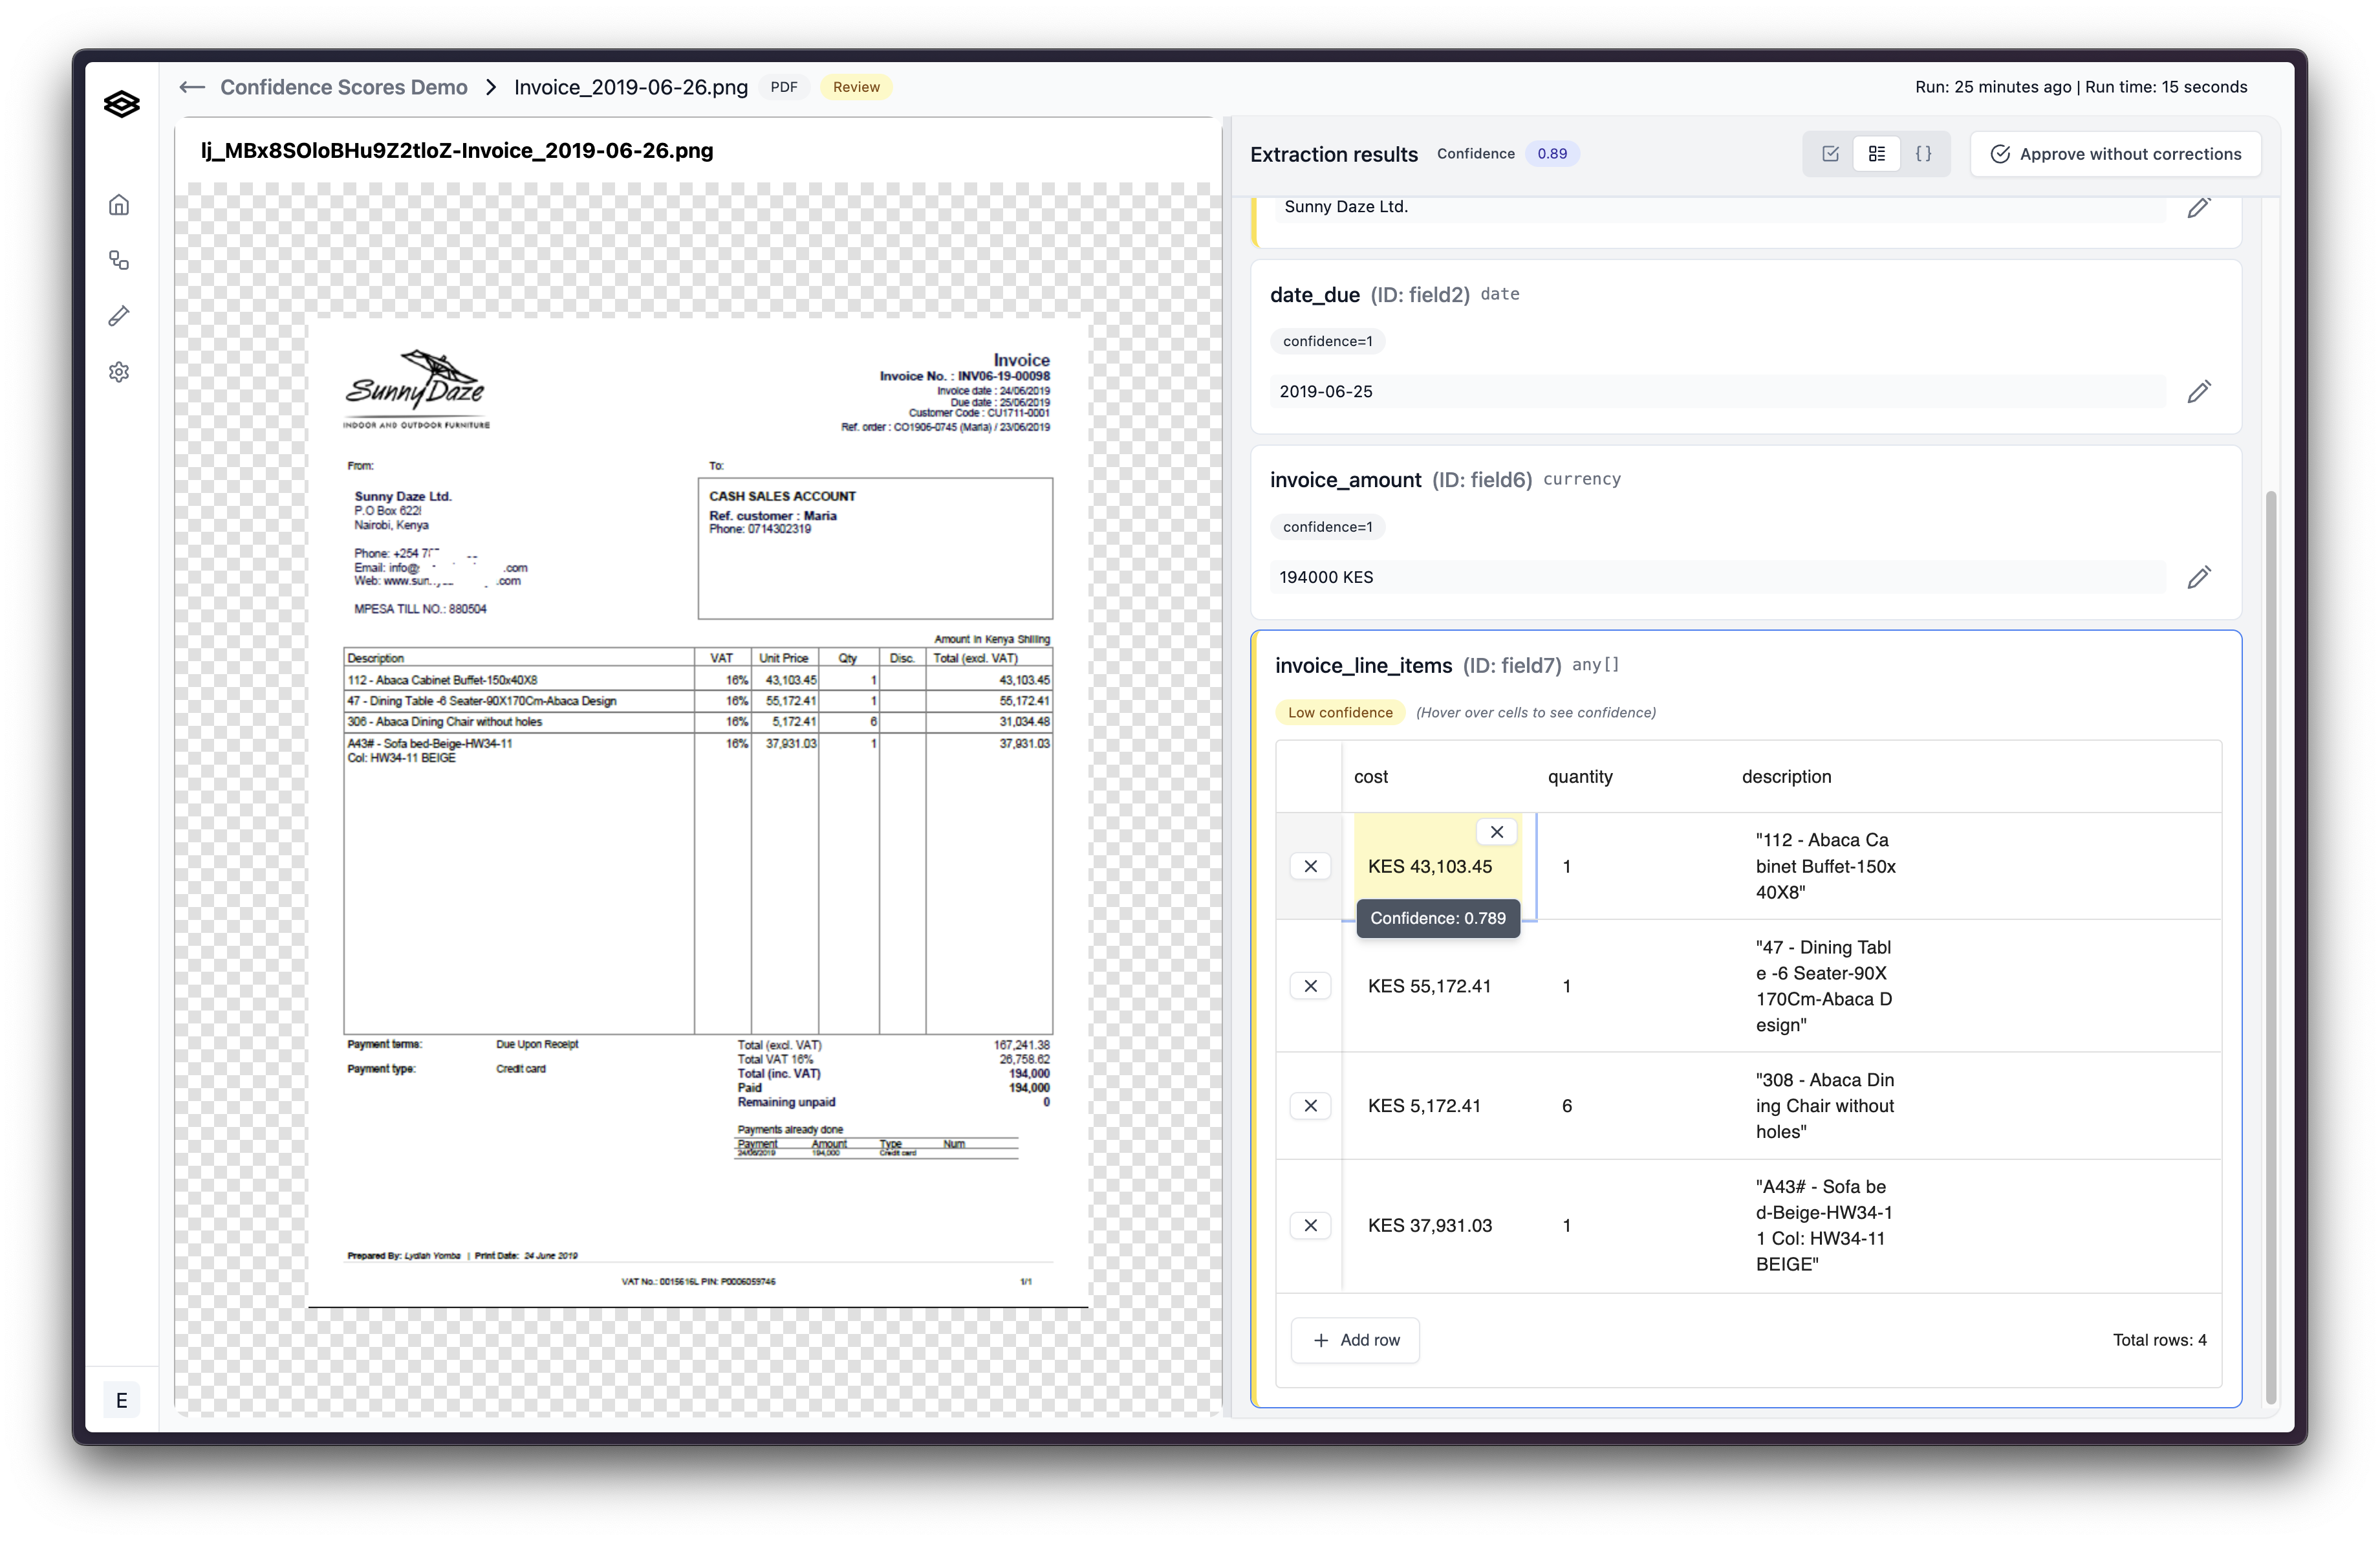 Confidence Scores Demo > Invoice_2019-06-26.png PDF Review
Run: 25 minutes ago | Run time: 15 seconds
lj_MBx8SOloBHu9Z2tloZ-Invoice_2019-06-26.png
Sunny Daze
INDOOR AND OUTDOOR FURNITURE
Invoice
Invoice No. : INV06-19-00098
Invoice date : 24/06/2019
Due date : 25/06/2019
Customer Code : CU1711-0001
Ref. order : CO1906-0745 (Maria) / 23/06/2019
From:
Sunny Daze Ltd.
P.O Box 622
Nairobi, Kenya
Phone: +254 7
Email: info@ .com
Web: www.sun .com
MPESA TILL NO.: 880504
To:
CASH SALES ACCOUNT
Ref. customer : Maria
Phone: 0714302319
Amount in Kenya Shilling
Description VAT Unit Price Qty Disc. Total (excl. VAT)
112 - Abaca Cabinet Buffet-150x40X8 16% 43,103.45 1 43,103.45
47 - Dining Table -6 Seater-90X170Cm-Abaca Design 16% 55,172.41 1 55,172.41
306 - Abaca Dining Chair without holes 16% 5,172.41 6 31,034.48
A43# - Sofa bed-Beige-HW34-11 16% 37,931.03 1 37,931.03
Col: HW34-11 BEIGE
Payment terms: Due Upon Receipt
Payment type: Credit card
Total (excl. VAT) 167,241.38
Total VAT 16% 26,758.62
Total (inc. VAT) 194,000
Paid 194,000
Remaining unpaid 0
Payments already done
Payment Amount Type Num
24/06/2019 194,000 Credit card
Prepared By: Lydiah Yomba | Print Date: 24 June 2019
VAT No.: 0015616L PIN: P0006059746
1/1
Extraction results Confidence 0.89
Approve without corrections
Sunny Daze Ltd.
date_due (ID: field2) date
confidence=1
2019-06-25
invoice_amount (ID: field6) currency
confidence=1
194000 KES
invoice_line_items (ID: field7) any[]
Low confidence (Hover over cells to see confidence)
cost quantity description
KES 43,103.45 1
"112 - Abaca Ca
binet Buffet-150x
40X8"
Confidence: 0.789
KES 55,172.41 1
"47 - Dining Tabl
e -6 Seater-90X
170Cm-Abaca D
esign"
KES 5,172.41 6
"308 - Abaca Din
ing Chair without
holes"
KES 37,931.03 1
"A43# - Sofa be
d-Beige-HW34-1
1 Col: HW34-11
BEIGE"
+ Add row
Total rows: 4
E